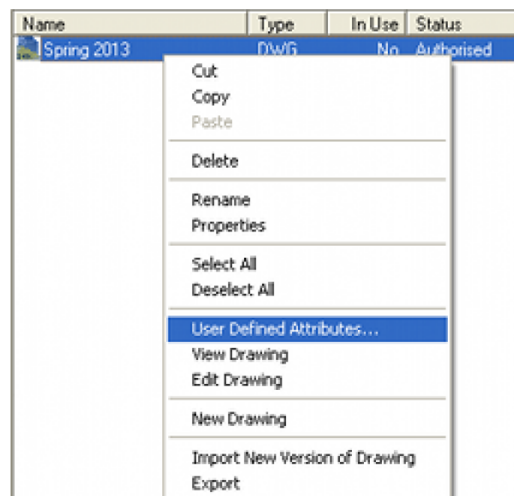 Name Type In Use Status
Spring 2013 DWG No Authorised
Cut
Copy
Paste
Delete
Rename
Properties
Select All
Deselect All
User Defined Attributes...
View Drawing
Edit Drawing
New Drawing
Import New Version of Drawing
Export